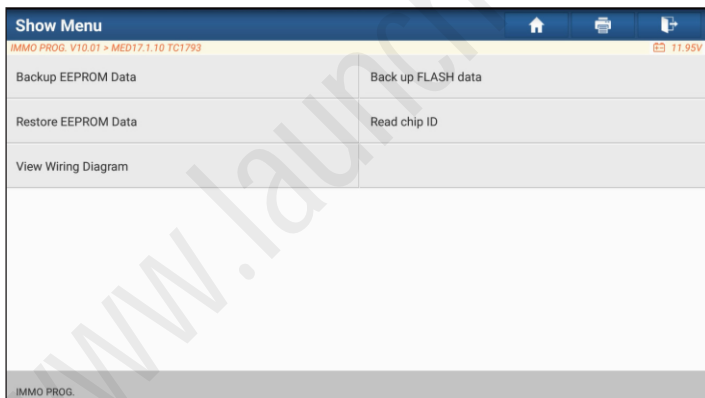 Show Menu
IMMO PROG. V10.01 > MED17.1.10 TC1793
11.95V
Backup EEPROM Data
Back up FLASH data
Restore EEPROM Data
Read chip ID
View Wiring Diagram
IMMO PROG.
www.launch